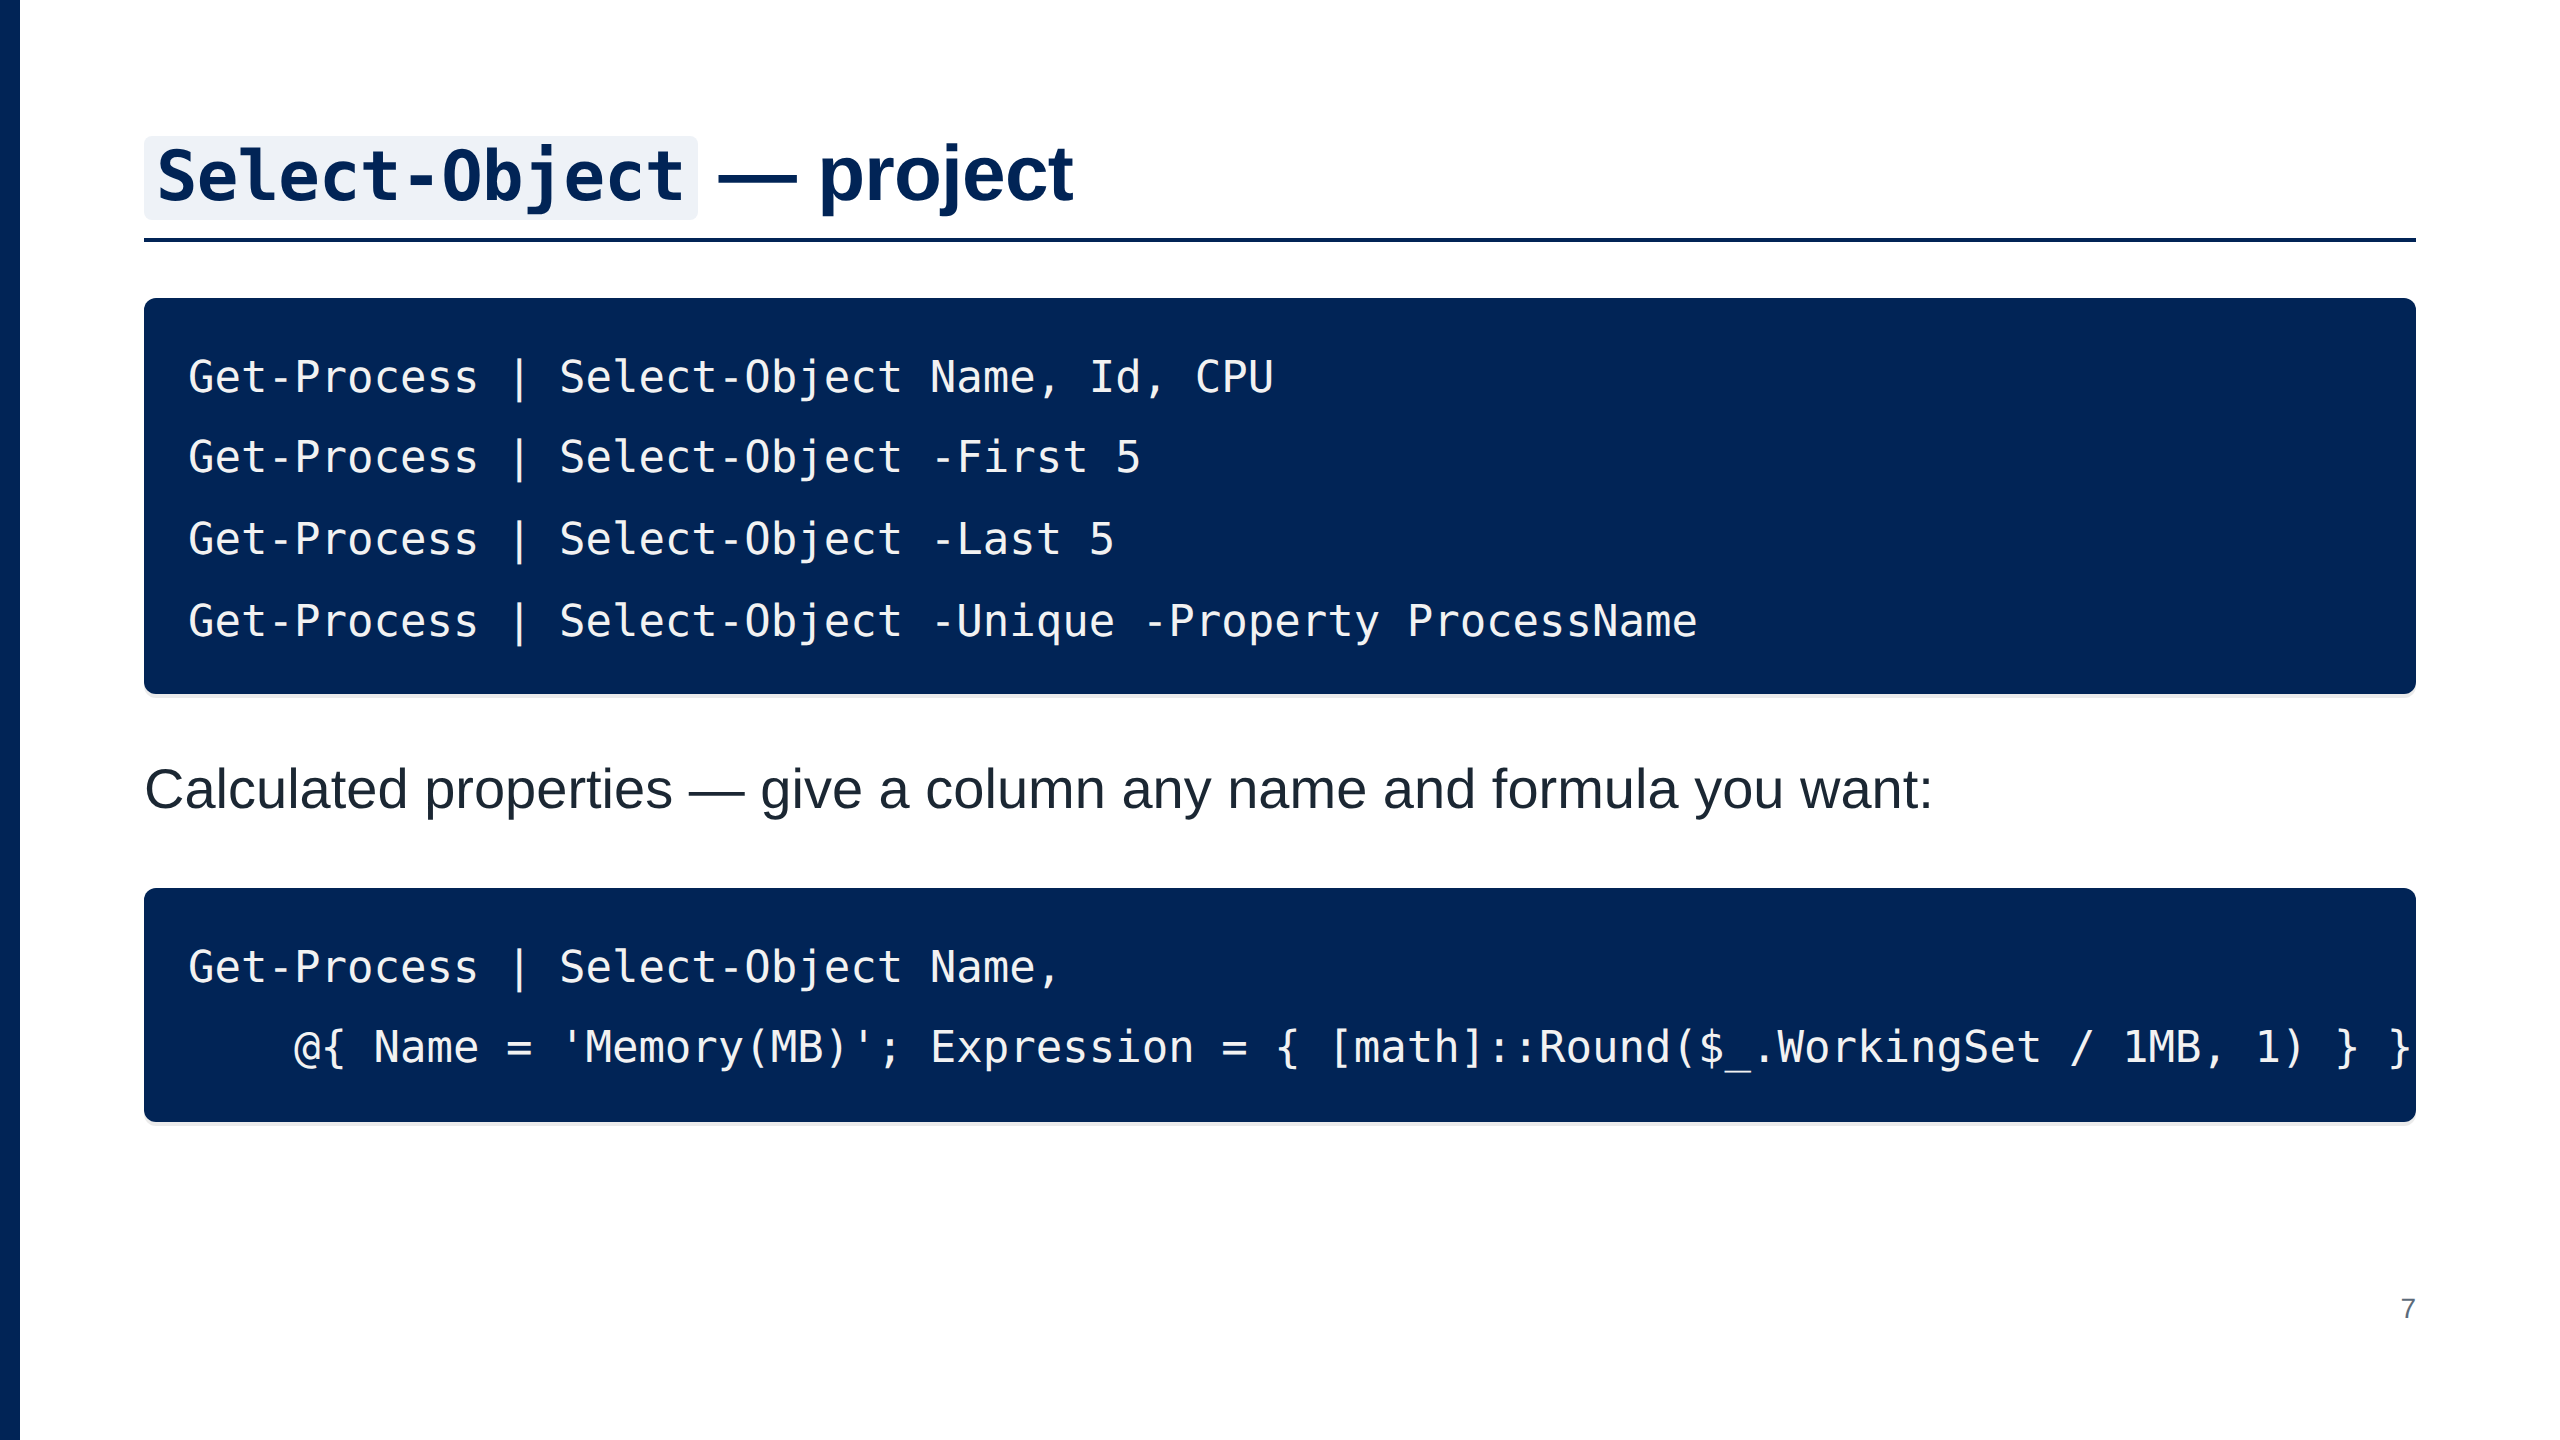 Select-Object — project
Get-Process | Select-Object Name, Id, CPU
Get-Process | Select-Object -First 5
Get-Process | Select-Object -Last 5
Get-Process | Select-Object -Unique -Property ProcessName
Calculated properties — give a column any name and formula you want:
Get-Process | Select-Object Name,
    @{ Name = 'Memory(MB)'; Expression = { [math]::Round($_.WorkingSet / 1MB, 1) } }
7